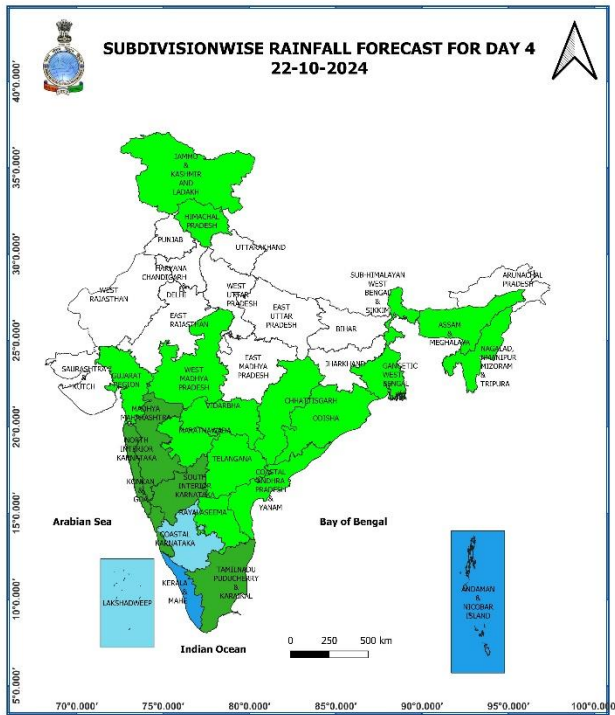 SUBDIVISIONWISE RAINFALL FORECAST FOR DAY 4
22-10-2024
40°0.000'
35°0.000'
30°0.000'
25°0.000'
20°0.000'
15°0.000'
10°0.000'
5°0.000'
JAMMU
&
KASHMIR
AND
LADAKH
HIMACHAL
PRADESH
PUNJAB
UTTARAKHAND
HARYANA
CHANDIGARH
&
DELHI
WEST
RAJASTHAN
WEST
UTTAR
PRADESH
EAST
RAJASTHAN
EAST
UTTAR
PRADESH
SUB-HIMALAYAN
WEST
BENGAL
&
SIKKIM
ARUNACHAL
PRADESH
BIHAR
ASSAM
&
MEGHALAYA
NAGALAD,
MIZORAM
&
TRIPURA
SAURASHTRA
&
KUTCH
GUJARAT
REGION
WEST
MADHYA
PRADESH
EAST
MADHYA
PRADESH
JHARKHAND
GANGETIC
WEST
BENGAL
CHHATTISGARH
ODISHA
VIDARBHA
MADHYA
MAHARASHTRA
MARATHWADA
NORTH
INTERIOR
KARNATAKA
TELANGANA
KONKAN
GOA
SOUTH
INTERIOR
KARNATAKA
COASTAL
ANDHRA
PRADESH
&
YANAM
RAYALASEEMA
Arabian Sea
Bay of Bengal
COASTAL
KARNATAKA
KERALA
&
MAHE
TAMILNADU
PUDUCHERRY
&
KARAIKAL
LAKSHADWEEP
ANDAMAN
&
NICOBAR
ISLAND
0 250 500 km
Indian Ocean
70°0.000' 75°0.000' 80°0.000' 85°0.000' 90°0.000' 95°0.000' 100°0.000'